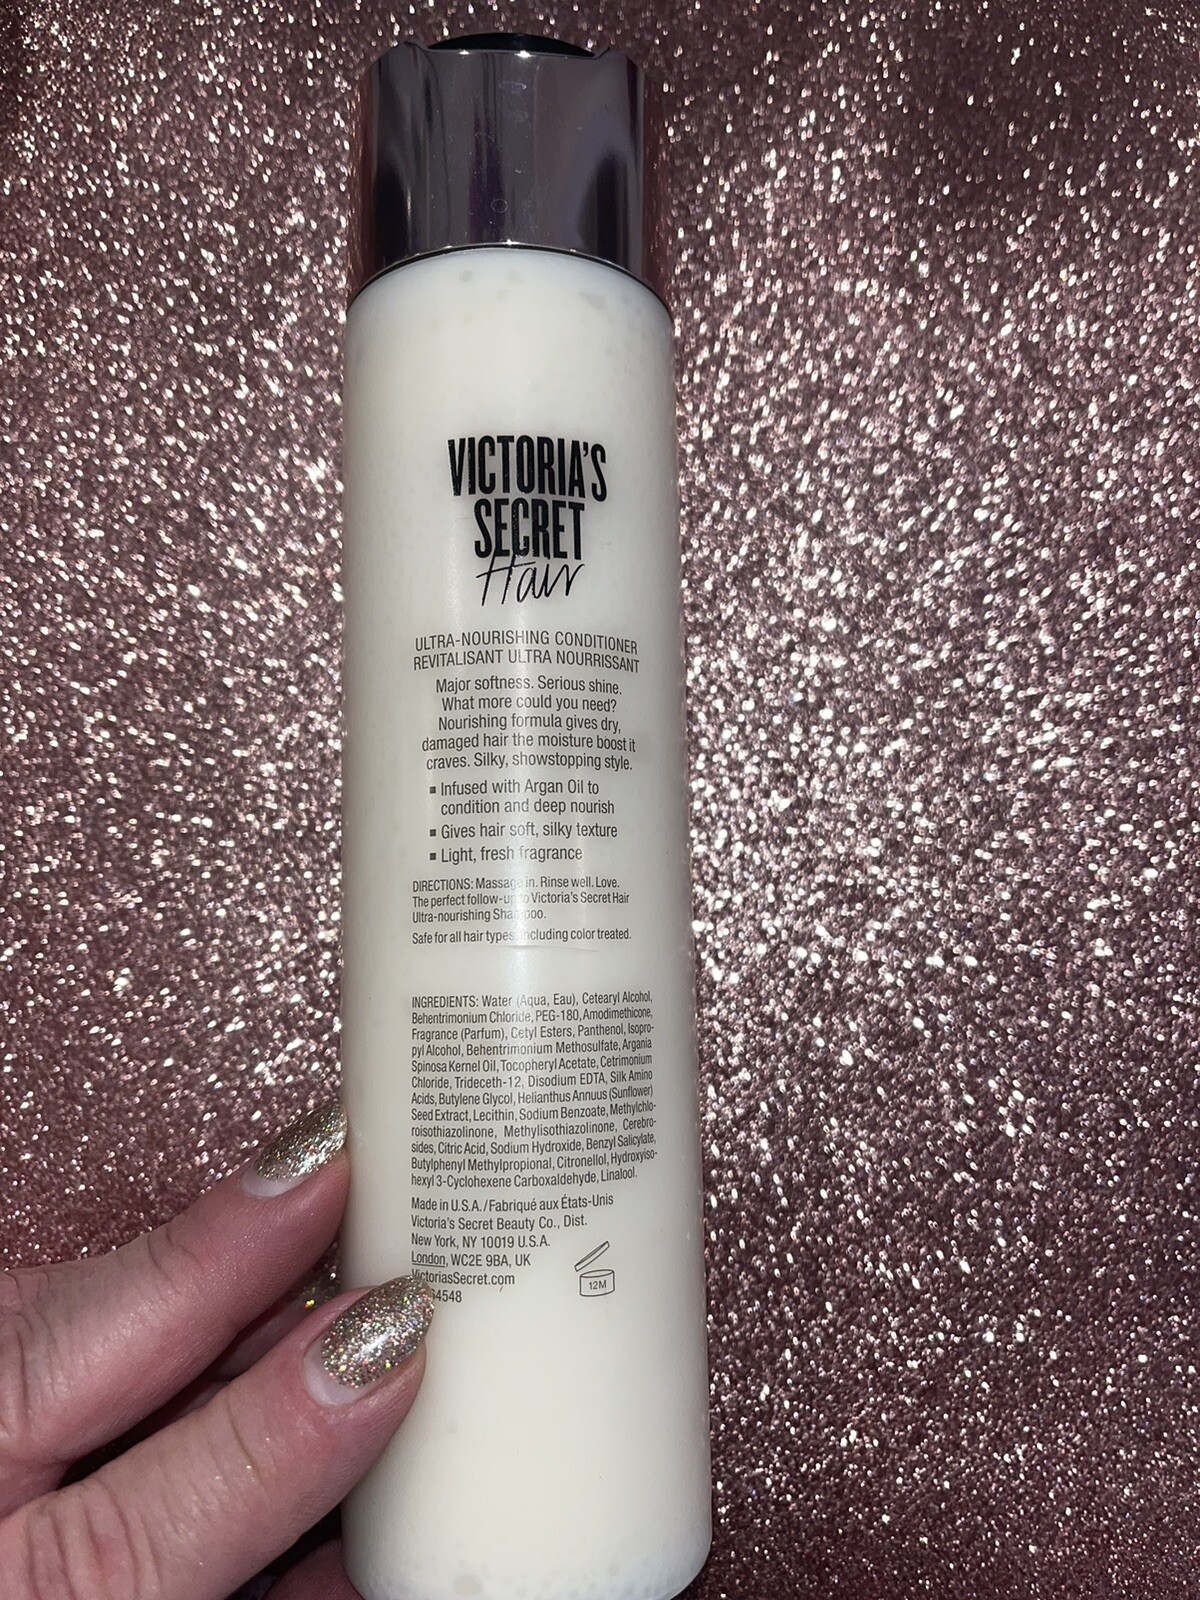 VICTORIA'S
SECRET
Hair
ULTRA-NOURISHING CONDITIONER
REVITALISANT ULTRA NOURRISSANT
Major softness. Serious shine.
What more could you need?
Nourishing formula gives dry,
damaged hair the moisture boost it
craves. Silky, showstopping style.
▪ Infused with Argan Oil to
condition and deep nourish
▪ Gives hair soft, silky texture
▪ Light, fresh fragrance
DIRECTIONS: Massage in. Rinse well. Love.
The perfect follow-up to Victoria's Secret Hair
Ultra-nourishing Shampoo.
Safe for all hair types, including color treated.
INGREDIENTS: Water (Aqua, Eau), Cetearyl Alcohol,
Behentrimonium Chloride, PEG-180, Amodimethicone,
Fragrance (Parfum), Cetyl Esters, Panthenol, Isopro-
pyl Alcohol, Behentrimonium Methosulfate, Argania
Spinosa Kernel Oil, Tocopheryl Acetate, Cetrimonium
Chloride, Trideceth-12, Disodium EDTA, Silk Amino
Acids, Butylene Glycol, Helianthus Annuus (Sunflower)
Seed Extract, Lecithin, Sodium Benzoate, Methylchlo-
roisothiazolinone, Methylisothiazolinone, Cerebro-
sides, Citric Acid, Sodium Hydroxide, Benzyl Salicylate,
Butylphenyl Methylpropional, Citronellol, Hydroxyiso-
hexyl 3-Cyclohexene Carboxaldehyde, Linalool.
Made in U.S.A. / Fabriqué aux États-Unis
Victoria's Secret Beauty Co., Dist.
New York, NY 10019 U.S.A.
London, WC2E 9BA, UK
VictoriasSecret.com
4548
12M